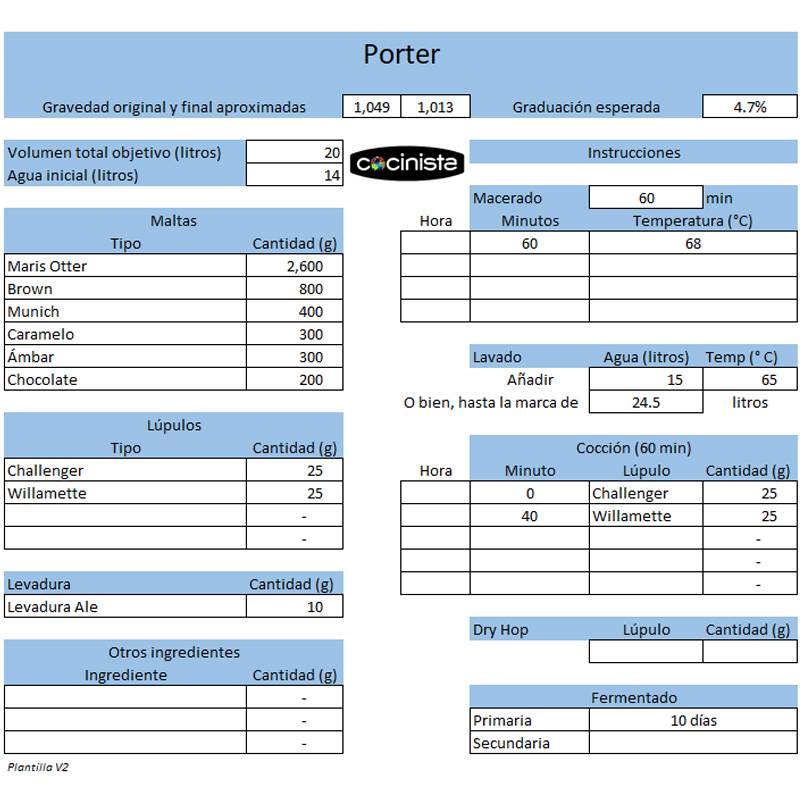 Porter
Gravedad original y final aproximadas 1,049 1,013 Graduación esperada 4.7%
Volumen total objetivo (litros) 20
Agua inicial (litros) 14
cocinista
Maltas
Tipo Cantidad (g)
Maris Otter 2,600
Brown 800
Munich 400
Caramelo 300
Ámbar 300
Chocolate 200
Lúpulos
Tipo Cantidad (g)
Challenger 25
Willamette 25
-
-
Levadura Cantidad (g)
Levadura Ale 10
Otros ingredientes
Ingrediente Cantidad (g)
-
-
-
Plantilla V2
Instrucciones
Macerado 60 min
Hora Minutos Temperatura (°C)
60 68
Lavado Agua (litros) Temp (° C)
Añadir 15 65
O bien, hasta la marca de 24.5 litros
Cocción (60 min)
Hora Minuto Lúpulo Cantidad (g)
0 Challenger 25
40 Willamette 25
-
-
-
Dry Hop Lúpulo Cantidad (g)
Fermentado
Primaria 10 días
Secundaria